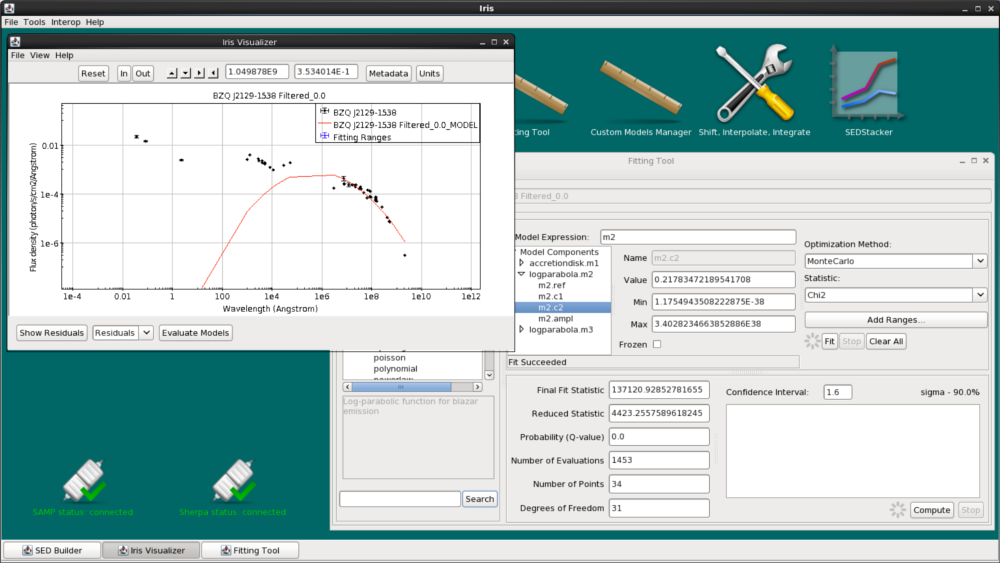 Iris
File Tools Interop Help
Iris Visualizer
File View Help
Reset In Out 1.049878E9 3.534014E-1 Metadata Units
BZQ J2129-1538 Filtered_0.0
BZQ J2129-1538
BZQ J2129-1538 Filtered_0.0_MODEL
Fitting Ranges
Flux density (photon/s/cm2/Angstrom)
0.01
1e-4
1e-6
1e-4 0.01 1 100 1e4 1e6 1e8 1e10 1e12
Wavelength (Angstrom)
Show Residuals Residuals Evaluate Models
ting Tool
Custom Models Manager
Shift, Interpolate, Integrate
SEDStacker
Fitting Tool
Filtered_0.0
Model Expression: m2
Model Components
accretiondisk.m1
logparabola.m2
m2.ref
m2.c1
m2.c2
m2.ampl
logparabola.m3
Name m2.c2
Value 0.21783472189541708
Min 1.1754943508222875E-38
Max 3.4028234663852886E38
Frozen
Optimization Method:
MonteCarlo
Statistic:
Chi2
Add Ranges...
Fit Stop Clear All
Fit Succeeded
poisson
polynomial
powerlaw
Log-parabolic function for blazar
emission
Search
Final Fit Statistic 137120.92852781655
Reduced Statistic 4423.2557589618245
Probability (Q-value) 0.0
Number of Evaluations 1453
Number of Points 34
Degrees of Freedom 31
Confidence Interval: 1.6 sigma - 90.0%
Compute Stop
SAMP status: connected
Sherpa status: connected
SED Builder Iris Visualizer Fitting Tool